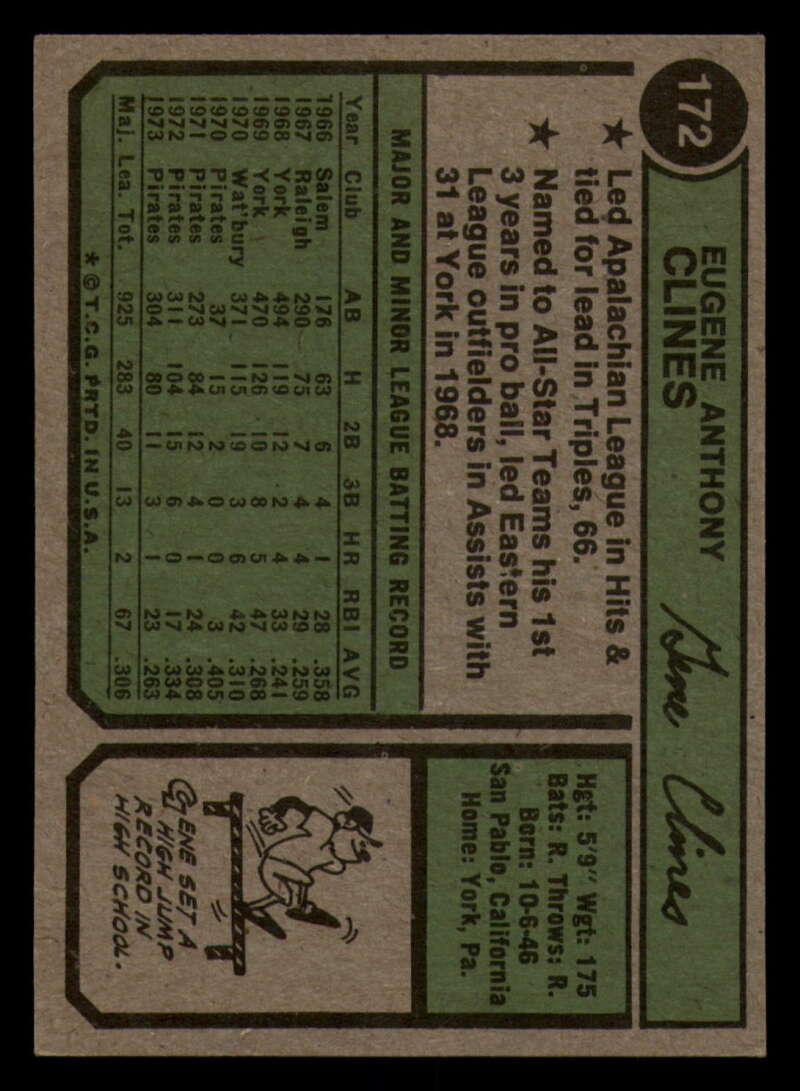 172
EUGENE ANTHONY
CLINES
Gene Clines
★ Led Apalachian League in Hits &
tied for lead in Triples, 66.
★ Named to All-Star Teams his 1st
3 years in pro ball, led Eastern
League outfielders in Assists with
31 at York in 1968.
MAJOR AND MINOR LEAGUE BATTING RECORD
Year Club AB H 2B 3B HR RBI AVG
1966 Salem 176 63 6 4 1 28 .358
1967 Raleigh 290 75 7 4 4 29 .259
1968 York 494 119 12 2 4 33 .241
1969 York 470 126 10 8 5 47 .268
1970 Wat'bury 371 115 19 3 6 42 .310
1970 Pirates 37 15 2 0 0 3 .405
1971 Pirates 273 84 12 4 1 24 .308
1972 Pirates 311 104 15 6 0 17 .334
1973 Pirates 304 80 11 3 1 23 .263
Maj. Lea. Tot. 925 283 40 13 2 67 .306
* © T.C.G. PRTD. IN U.S.A.
Hgt: 5'9" Wgt: 175
Bats: R. Throws: R.
Born: 10-6-46
San Pablo, California
Home: York, Pa.
GENE SET A
HIGH JUMP
RECORD IN
HIGH SCHOOL.